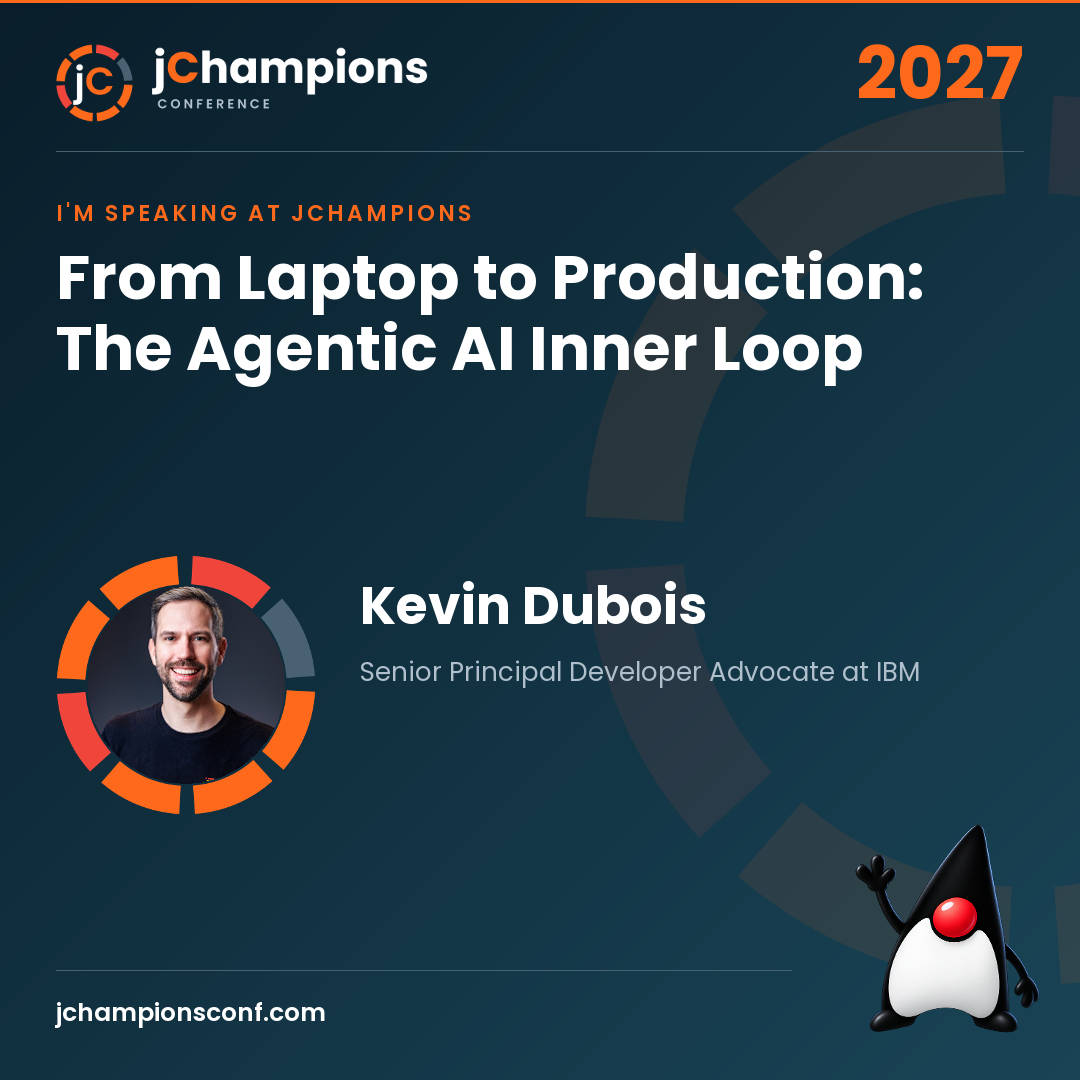 jC
jChampions
CONFERENCE
2027
I'M SPEAKING AT JCHAMPIONS
From Laptop to Production:
The Agentic AI Inner Loop
Kevin Dubois
Senior Principal Developer Advocate at IBM
jchampionsconf.com